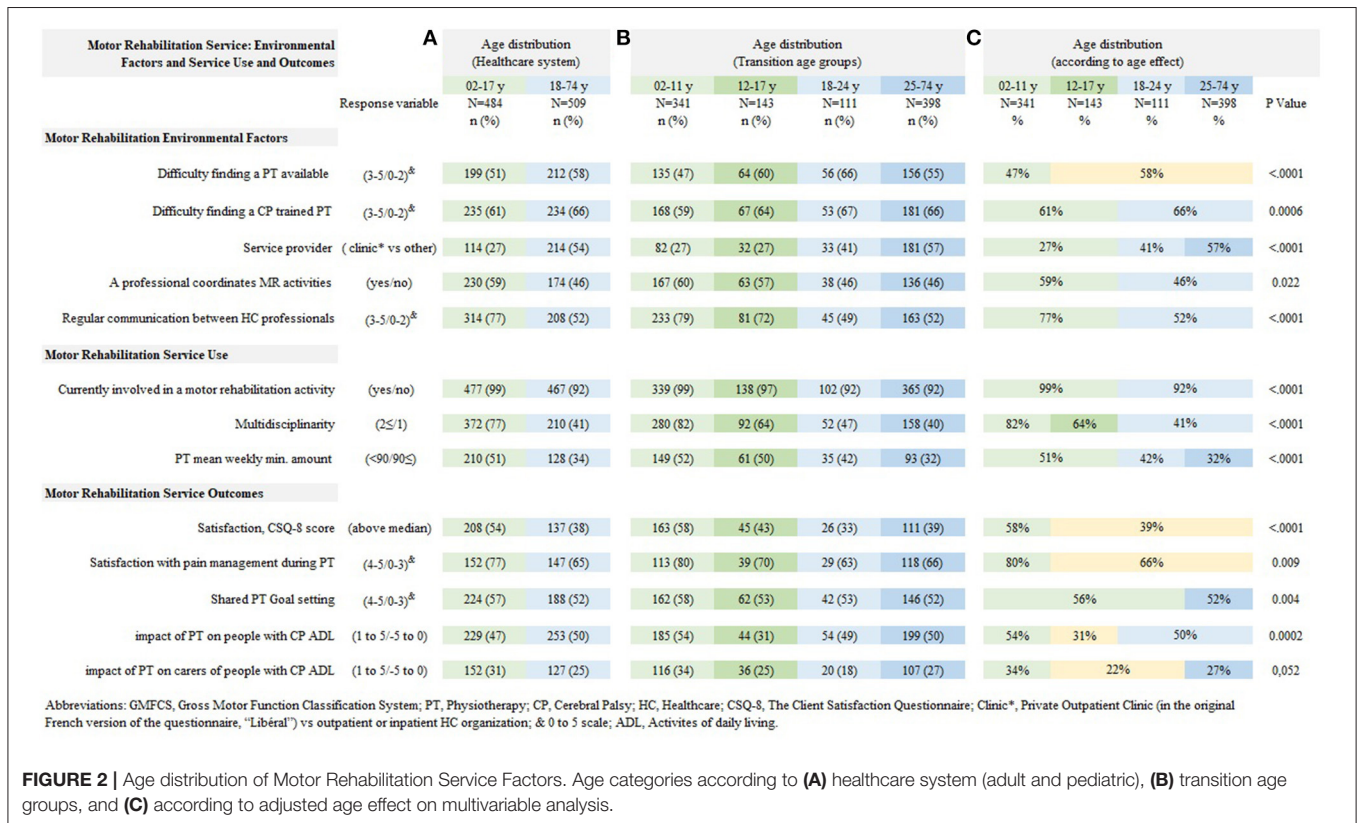 Motor Rehabilitation Service: Environmental Factors and Service Use and Outcomes A Age distribution (Healthcare system) B Age distribution (Transition age groups) C Age distribution (according to age effect)
02-17 y 18-74 y 02-11 y 12-17 y 18-24 y 25-74 y 02-11 y 12-17 y 18-24 y 25-74 y
Response variable N=484 N=509 N=341 N=143 N=111 N=398 N=341 N=143 N=111 N=398 P Value
n (%) n (%) n (%) n (%) n (%) n (%) % % % %
Motor Rehabilitation Environmental Factors
Difficulty finding a PT available (3-5/0-2)& 199 (51) 212 (58) 135 (47) 64 (60) 56 (66) 156 (55) 47% 58% <.0001
Difficulty finding a CP trained PT (3-5/0-2)& 235 (61) 234 (66) 168 (59) 67 (64) 53 (67) 181 (66) 61% 66% 0.0006
Service provider ( clinic* vs other) 114 (27) 214 (54) 82 (27) 32 (27) 33 (41) 181 (57) 27% 41% 57% <.0001
A professional coordinates MR activities (yes/no) 230 (59) 174 (46) 167 (60) 63 (57) 38 (46) 136 (46) 59% 46% 0.022
Regular communication between HC professionals (3-5/0-2)& 314 (77) 208 (52) 233 (79) 81 (72) 45 (49) 163 (52) 77% 52% <.0001
Motor Rehabilitation Service Use
Currently involved in a motor rehabilitation activity (yes/no) 477 (99) 467 (92) 339 (99) 138 (97) 102 (92) 365 (92) 99% 92% <.0001
Multidisciplinarity (2≤/1) 372 (77) 210 (41) 280 (82) 92 (64) 52 (47) 158 (40) 82% 64% 41% <.0001
PT mean weekly min. amount (<90/90≤) 210 (51) 128 (34) 149 (52) 61 (50) 35 (42) 93 (32) 51% 42% 32% <.0001
Motor Rehabilitation Service Outcomes
Satisfaction, CSQ-8 score (above median) 208 (54) 137 (38) 163 (58) 45 (43) 26 (33) 111 (39) 58% 39% <.0001
Satisfaction with pain management during PT (4-5/0-3)& 152 (77) 147 (65) 113 (80) 39 (70) 29 (63) 118 (66) 80% 66% 0.009
Shared PT Goal setting (4-5/0-3)& 224 (57) 188 (52) 162 (58) 62 (53) 42 (53) 146 (52) 56% 52% 0.004
impact of PT on people with CP ADL (1 to 5/-5 to 0) 229 (47) 253 (50) 185 (54) 44 (31) 54 (49) 199 (50) 54% 31% 50% 0.0002
impact of PT on carers of people with CP ADL (1 to 5/-5 to 0) 152 (31) 127 (25) 116 (34) 36 (25) 20 (18) 107 (27) 34% 22% 27% 0,052
Abbreviations: GMFCS, Gross Motor Function Classification System; PT, Physiotherapy; CP, Cerebral Palsy; HC, Healthcare; CSQ-8, The Client Satisfaction Questionnaire; Clinic*, Private Outpatient Clinic (in the original
French version of the questionnaire, “Libéral”) vs outpatient or inpatient HC organization; & 0 to 5 scale; ADL, Activites of daily living.
FIGURE 2 | Age distribution of Motor Rehabilitation Service Factors. Age categories according to (A) healthcare system (adult and pediatric), (B) transition age
groups, and (C) according to adjusted age effect on multivariable analysis.